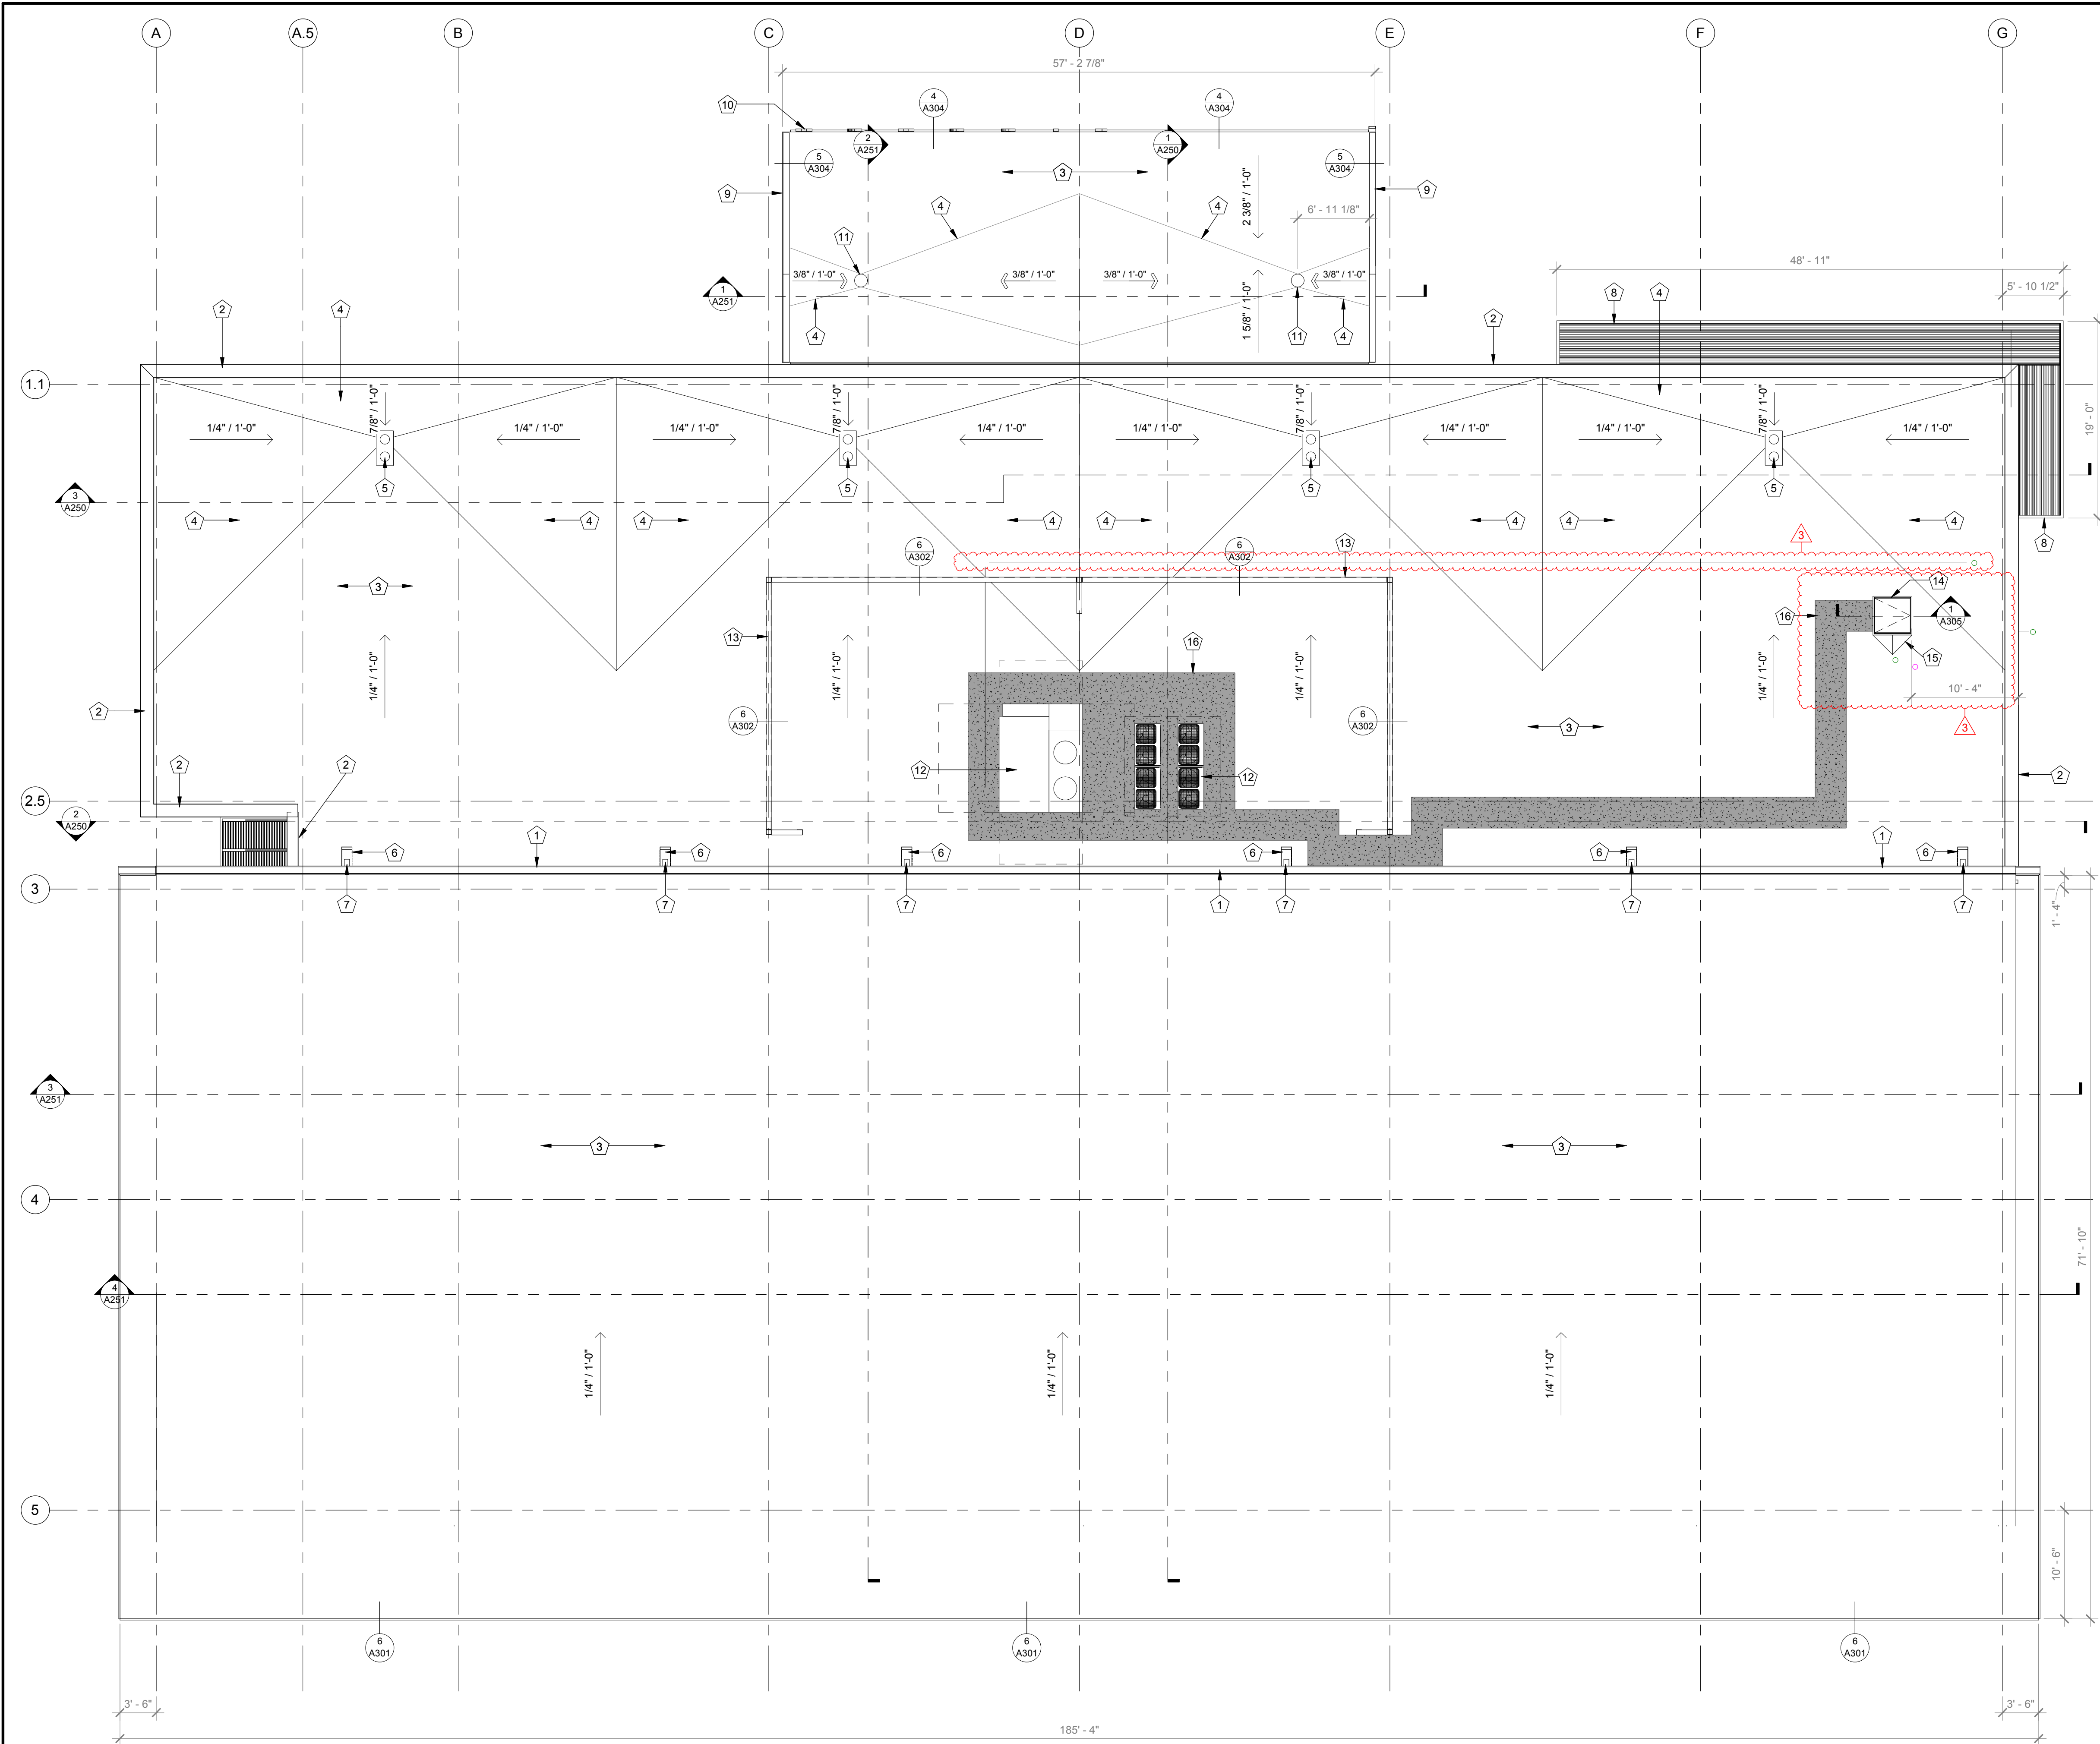 A A.5 B C D E F G
57' - 2 7/8"
10
4
A304
4
A304
2
A251
1
A250
5
A304
5
A304
3
9
9
4
4
2 3/8" / 1'-0"
6' - 11 1/8"
11
3/8" / 1'-0" 3/8" / 1'-0" 3/8" / 1'-0" 3/8" / 1'-0"
1
A251
1 5/8" / 1'-0"
4
11
4
48' - 11"
5' - 10 1/2"
2
4
2
8
4
1.1
7/8" / 1'-0" 7/8" / 1'-0" 7/8" / 1'-0" 7/8" / 1'-0"
19' - 0"
1/4" / 1'-0" 1/4" / 1'-0" 1/4" / 1'-0" 1/4" / 1'-0" 1/4" / 1'-0" 1/4" / 1'-0" 1/4" / 1'-0" 1/4" / 1'-0"
5 5 5 5
3
A250
4 4 4 4 4 4 4 4
8
3
6
A302
6
A302
13
3
14
16
1
A305
13
16
15
1/4" / 1'-0" 1/4" / 1'-0" 1/4" / 1'-0" 1/4" / 1'-0"
10' - 4"
2
6
A302
6
A302
3
3
2
2
12
12
2
2.5
2
A250
1
1
6 6 6 6 6 6
3
7 7 7 1 7 7 7
1' - 4"
3
A251
3
3
4
71' - 10"
4
A251
1/4" / 1'-0" 1/4" / 1'-0" 1/4" / 1'-0"
5
10' - 6"
6
A301
6
A301
6
A301
3' - 6"
3' - 6"
185' - 4"